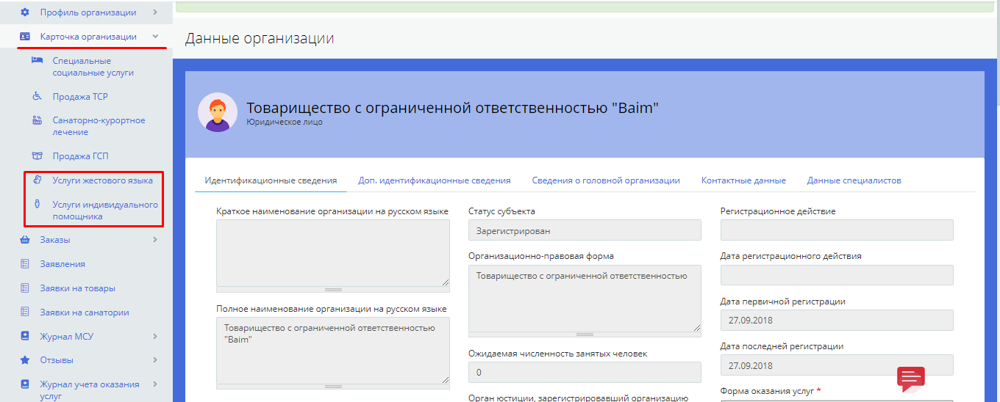 Профиль организации
Карточка организации
Специальные
социальные услуги
Продажа ТСР
Санаторно-курортное
лечение
Продажа ГСП
Услуги жестового языка
Услуги индивидуального
помощника
Заказы
Заявления
Заявки на товары
Заявки на санатории
Журнал МСУ
Отзывы
Журнал учета оказания
услуг
Данные организации
Товарищество с ограниченной ответственностью "Baim"
Юридическое лицо
Идентификационные сведения
Доп. идентификационные сведения
Сведения о головной организации
Контактные данные
Данные специалистов
Краткое наименование организации на русском языке
Полное наименование организации на русском языке
Товарищество с ограниченной ответственностью
"Baim"
Статус субъекта
Зарегистрирован
Организационно-правовая форма
Товарищество с ограниченной ответственностью
Ожидаемая численность занятых человек
0
Орган юстиции, зарегистрировавший организацию
Регистрационное действие
Дата регистрационного действия
Дата первичной регистрации
27.09.2018
Дата последней регистрации
27.09.2018
Форма оказания услуг *